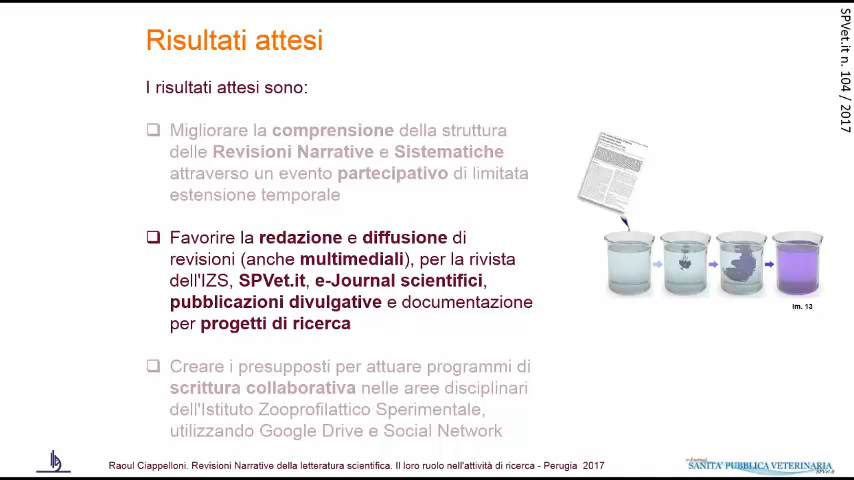 Risultati attesi
I risultati attesi sono:
Migliorare la comprensione della struttura
delle Revisioni Narrative e Sistematiche
attraverso un evento partecipativo di limitata
estensione temporale
Favorire la redazione e diffusione di
revisioni (anche multimediali), per la rivista
dell'IZS, SPVet.it, e-Journal scientifici,
pubblicazioni divulgative e documentazione
per progetti di ricerca
Creare i presupposti per attuare programmi di
scrittura collaborativa nelle aree disciplinari
dell'Istituto Zooprofilattico Sperimentale,
utilizzando Google Drive e Social Network
SPVet.it n. 104 / 2017
Im. 13
Raoul Ciappelloni. Revisioni Narrative della letteratura scientifica. Il loro ruolo nell'attività di ricerca - Perugia 2017
e-Journal
SANITA' PUBBLICA VETERINARIA
SPVet.it